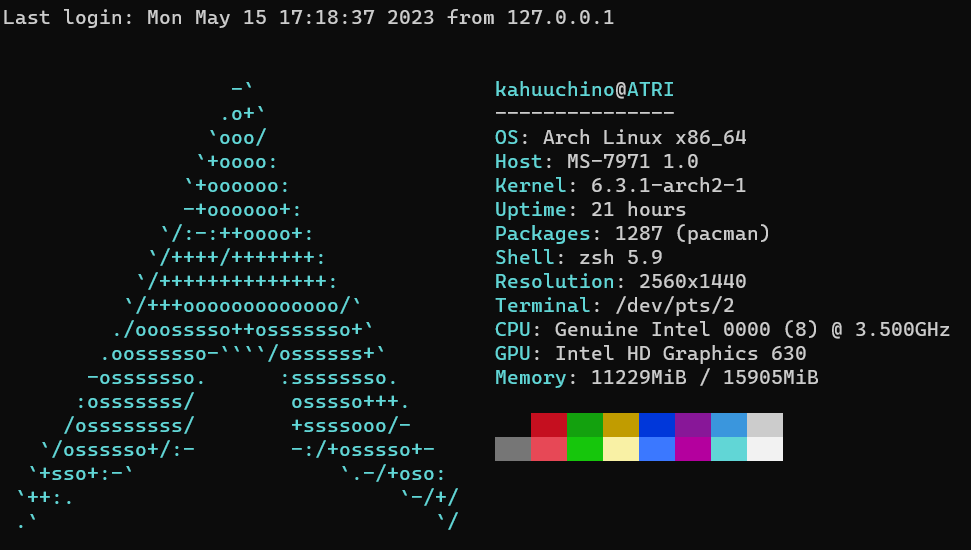 Last login: Mon May 15 17:18:37 2023 from 127.0.0.1
                   -`                    kahuuchino@ATRI
                  .o+`                   ---------------
                 `ooo/                   OS: Arch Linux x86_64
                `+oooo:                  Host: MS-7971 1.0
               `+oooooo:                 Kernel: 6.3.1-arch2-1
               -+oooooo+:                Uptime: 21 hours
             `/:-:++oooo+:               Packages: 1287 (pacman)
            `/++++/+++++++:              Shell: zsh 5.9
           `/++++++++++++++:             Resolution: 2560x1440
          `/+++ooooooooooooo/`           Terminal: /dev/pts/2
         ./ooosssso++osssssso+`          CPU: Genuine Intel 0000 (8) @ 3.500GHz
        .oossssso-````/ossssss+`         GPU: Intel HD Graphics 630
       -osssssso.      :ssssssso.        Memory: 11229MiB / 15905MiB
      :osssssss/        osssso+++.
     /ossssssss/        +ssssooo/-
   `/ossssso+/:-        -:/+osssso+-
  `+sso+:-`                 `.-/+oso:
 `++:.                           `-/+/
 .`                                 `/